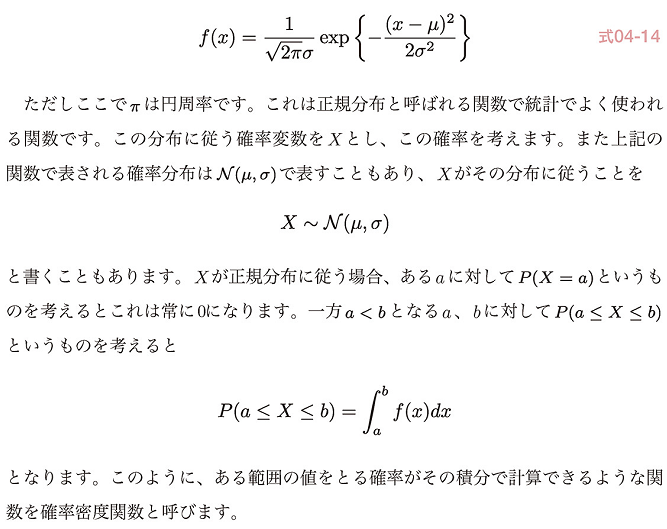 f(x) = \frac{1}{\sqrt{2\pi}\sigma} \exp\left\{-\frac{(x-\mu)^2}{2\sigma^2}\right\} 式04-14
ただしここでπは円周率です。これは正規分布と呼ばれる関数で統計でよく使われ
る関数です。この分布に従う確率変数をXとし、この確率を考えます。また上記の
関数で表される確率分布は𝒩(μ,σ)で表すこともあり、Xがその分布に従うことを
X ∼ 𝒩(μ,σ)
と書くこともあります。Xが正規分布に従う場合、あるaに対してP(X = a)というも
のを考えるとこれは常に0になります。一方a < bとなるa、bに対してP(a ≤ X ≤ b)
というものを考えると
P(a ≤ X ≤ b) = \int_a^b f(x)dx
となります。このように、ある範囲の値をとる確率がその積分で計算できるような関
数を確率密度関数と呼びます。